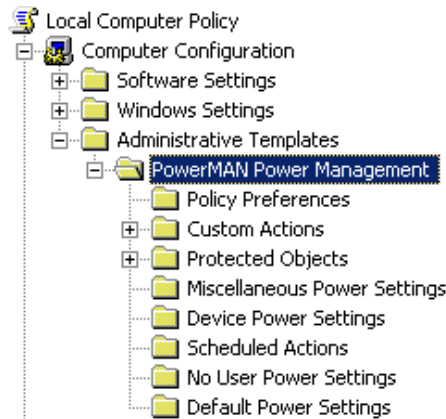 Local Computer Policy
Computer Configuration
Software Settings
Windows Settings
Administrative Templates
PowerMAN Power Management
Policy Preferences
Custom Actions
Protected Objects
Miscellaneous Power Settings
Device Power Settings
Scheduled Actions
No User Power Settings
Default Power Settings